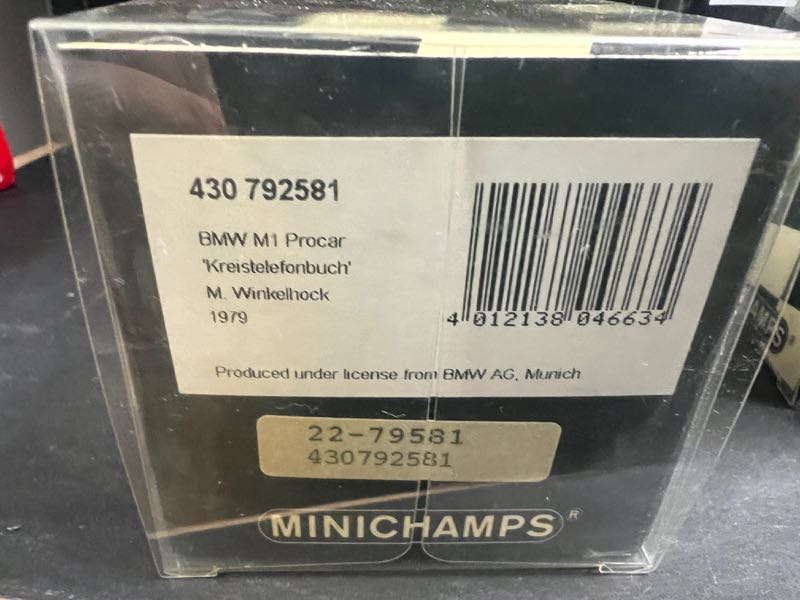 430 792581
BMW M1 Procar
'Kreistelefonbuch'
M. Winkelhock
1979
4 012138 046634
Produced under license from BMW AG, Munich
22-79581
430792581
MINICHAMPS®